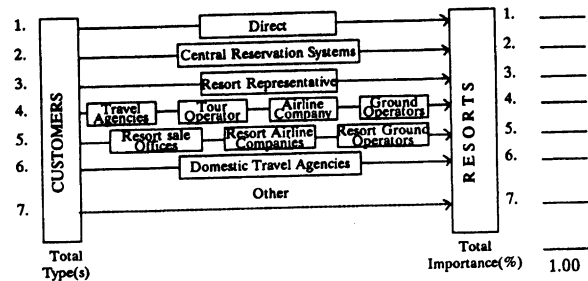 1. Direct 1.
2. Central Reservation Systems 2.
3. Resort Representative 3.
4. Travel Agencies Tour Operator Airline Company Ground Operators 4.
5. Resort sale Offices Resort Airline Companies Resort Ground Operators 5.
6. Domestic Travel Agencies 6.
Other
7. 7.
CUSTOMERS
RESORTS
Total Type(s)
Total Importance(%)
1.00